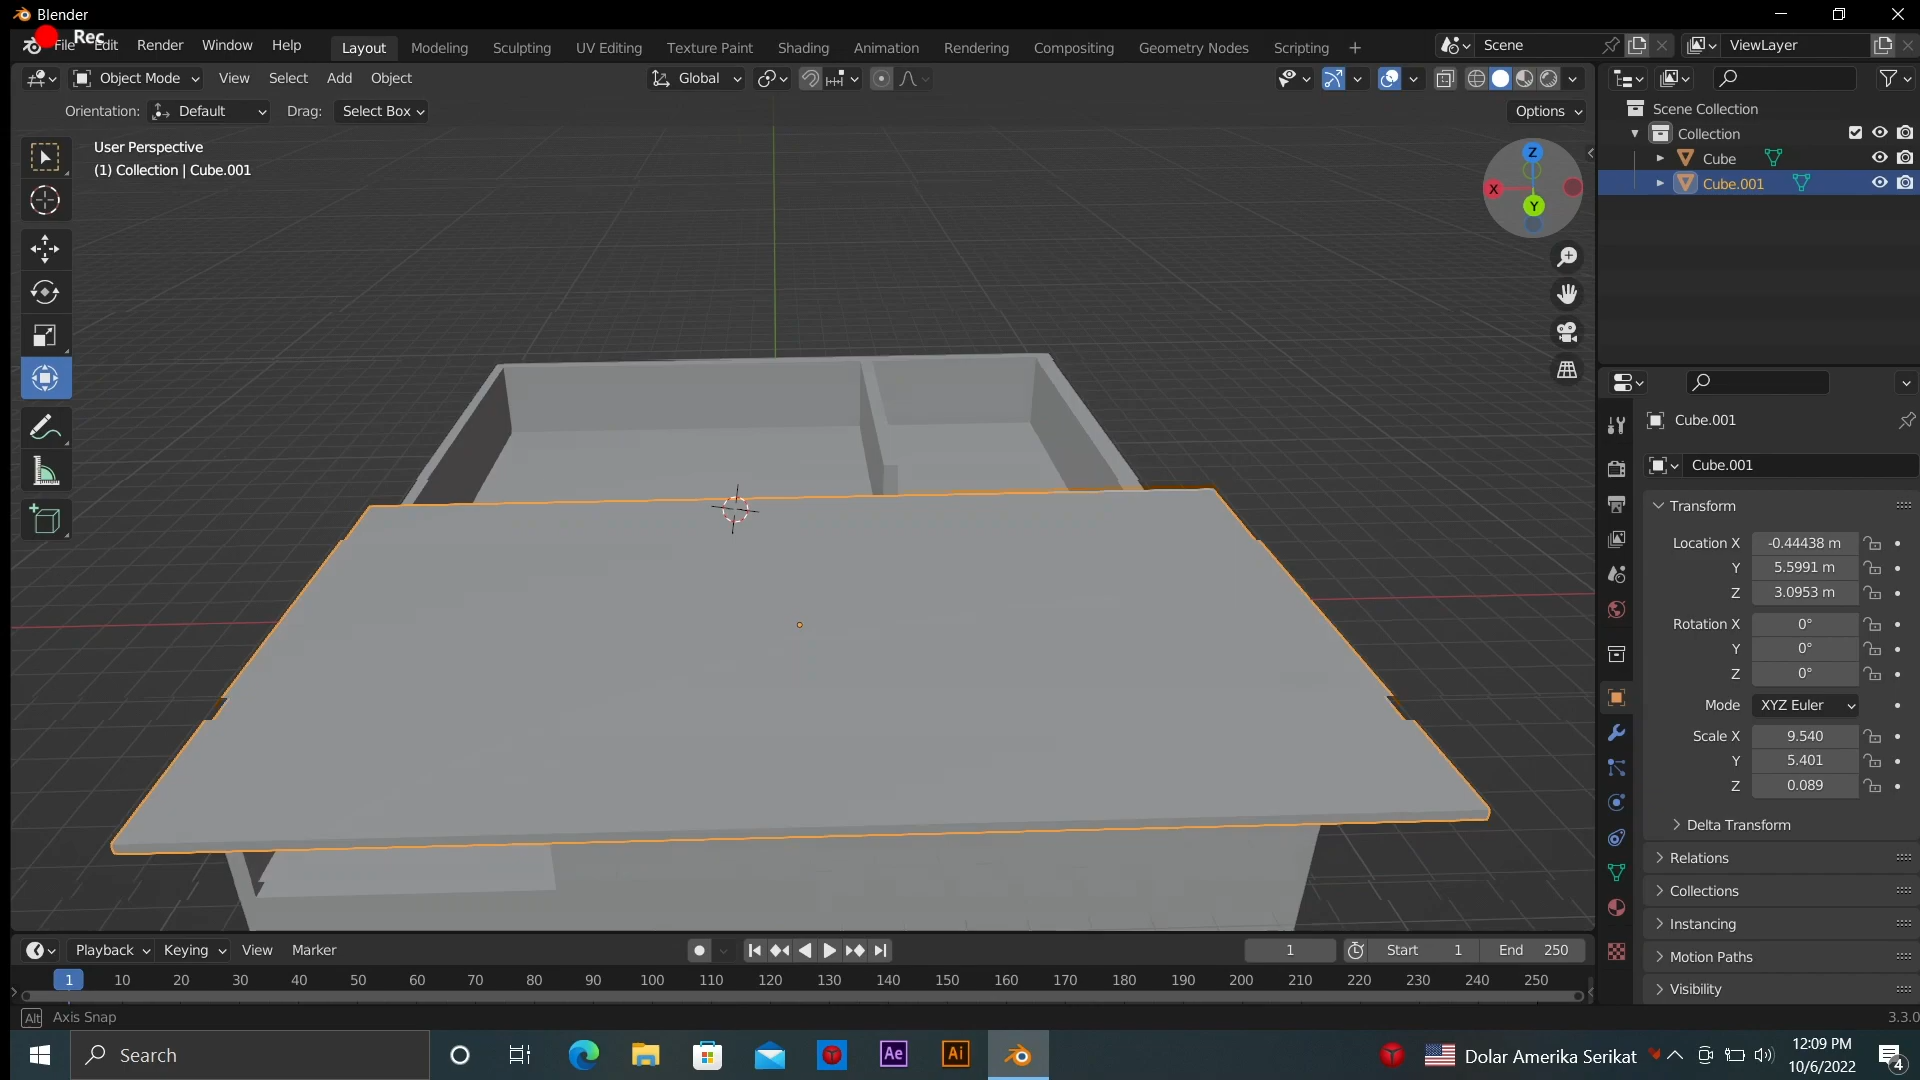 Blender
Rec
File Edit Render Window Help Layout Modeling Sculpting UV Editing Texture Paint Shading Animation Rendering Compositing Geometry Nodes Scripting + Scene ViewLayer
Object Mode View Select Add Object Global
Orientation: Default Drag: Select Box Options
User Perspective
(1) Collection | Cube.001
Z
X
Y
Scene Collection
Collection
Cube
Cube.001
Cube.001
Cube.001
Transform
Location X -0.44438 m
Y 5.5991 m
Z 3.0953 m
Rotation X 0°
Y 0°
Z 0°
Mode XYZ Euler
Scale X 9.540
Y 5.401
Z 0.089
Delta Transform
Relations
Collections
Instancing
Motion Paths
Visibility
Playback Keying View Marker 1 Start 1 End 250
1 10 20 30 40 50 60 70 80 90 100 110 120 130 140 150 160 170 180 190 200 210 220 230 240 250
Alt Axis Snap 3.3.0
Search Ae Ai Dolar Amerika Serikat 12:09 PM
10/6/2022 4